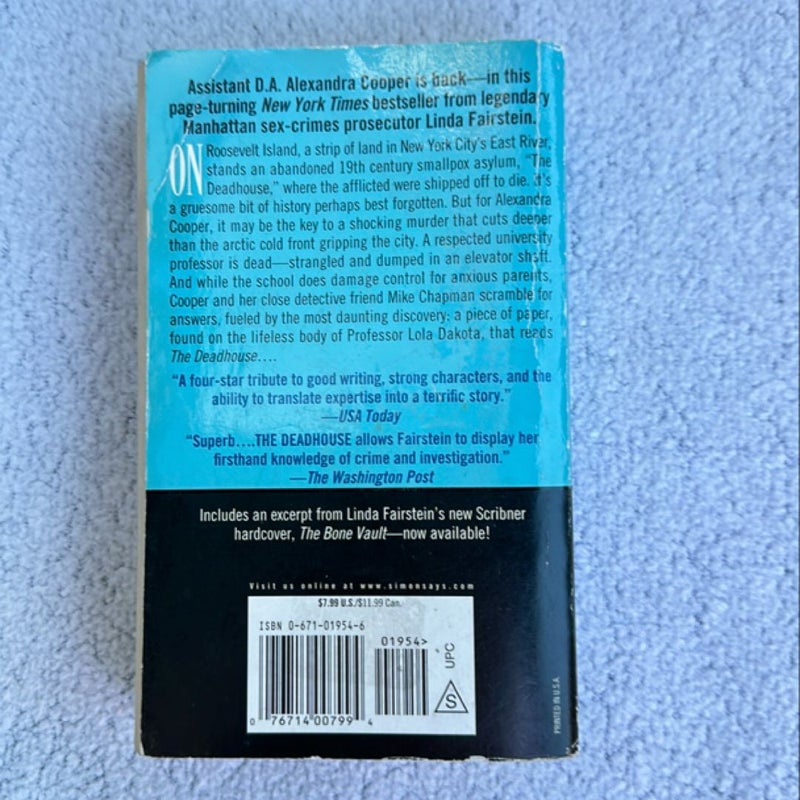 Assistant D.A. Alexandra Cooper is back—in this
page-turning New York Times bestseller from legendary
Manhattan sex-crimes prosecutor Linda Fairstein.
ON Roosevelt Island, a strip of land in New York City's East River,
stands an abandoned 19th century smallpox asylum, "The
Deadhouse," where the afflicted were shipped off to die. It's
a gruesome bit of history perhaps best forgotten. But for Alexandra
Cooper, it may be the key to a shocking murder that cuts deeper
than the arctic cold front gripping the city. A respected university
professor is dead—strangled and dumped in an elevator shaft.
And while the school does damage control for anxious parents,
Cooper and her close detective friend Mike Chapman scramble for
answers, fueled by the most daunting discovery: a piece of paper,
found on the lifeless body of Professor Lola Dakota, that reads
The Deadhouse....
"A four-star tribute to good writing, strong characters, and the
ability to translate expertise into a terrific story."
—USA Today
"Superb....THE DEADHOUSE allows Fairstein to display her
firsthand knowledge of crime and investigation."
—The Washington Post
Includes an excerpt from Linda Fairstein's new Scribner
hardcover, The Bone Vault—now available!
Visit us online at www.simonsays.com
$7.99 U.S./$11.99 Can.
ISBN 0-671-01954-6
01954>
UPC
S
0 76714 00799 4
PRINTED IN U.S.A.